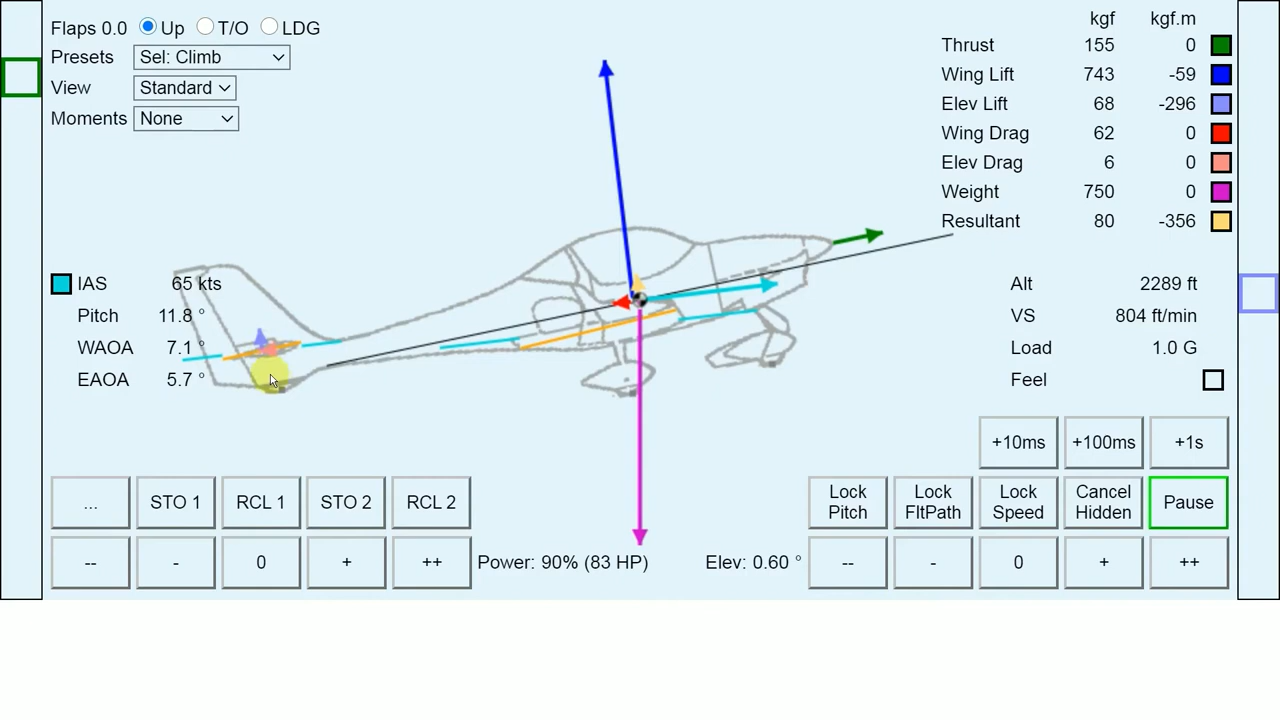 Flaps 0.0 Up T/O LDG
Presets Sel: Climb
View Standard
Moments None
kgf kgf.m
Thrust 155 0
Wing Lift 743 -59
Elev Lift 68 -296
Wing Drag 62 0
Elev Drag 6 0
Weight 750 0
Resultant 80 -356
IAS 65 kts
Pitch 11.8 °
WAOA 7.1 °
EAOA 5.7 °
Alt 2289 ft
VS 804 ft/min
Load 1.0 G
Feel
+10ms +100ms +1s
... STO 1 RCL 1 STO 2 RCL 2
Lock Pitch Lock FltPath Lock Speed Cancel Hidden Pause
-- - 0 + ++ Power: 90% (83 HP) Elev: 0.60 ° -- - 0 + ++